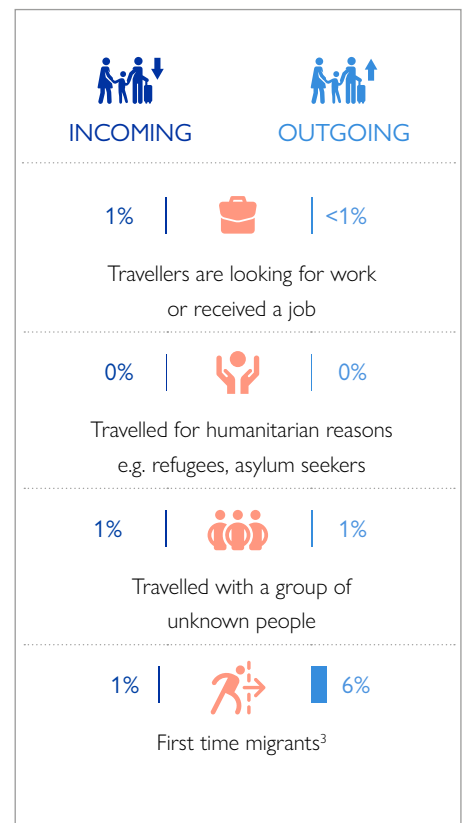 INCOMING OUTGOING
1% <1%
Travellers are looking for work
or received a job
0% 0%
Travelled for humanitarian reasons
e.g. refugees, asylum seekers
1% 1%
Travelled with a group of
unknown people
1% 6%
First time migrants³